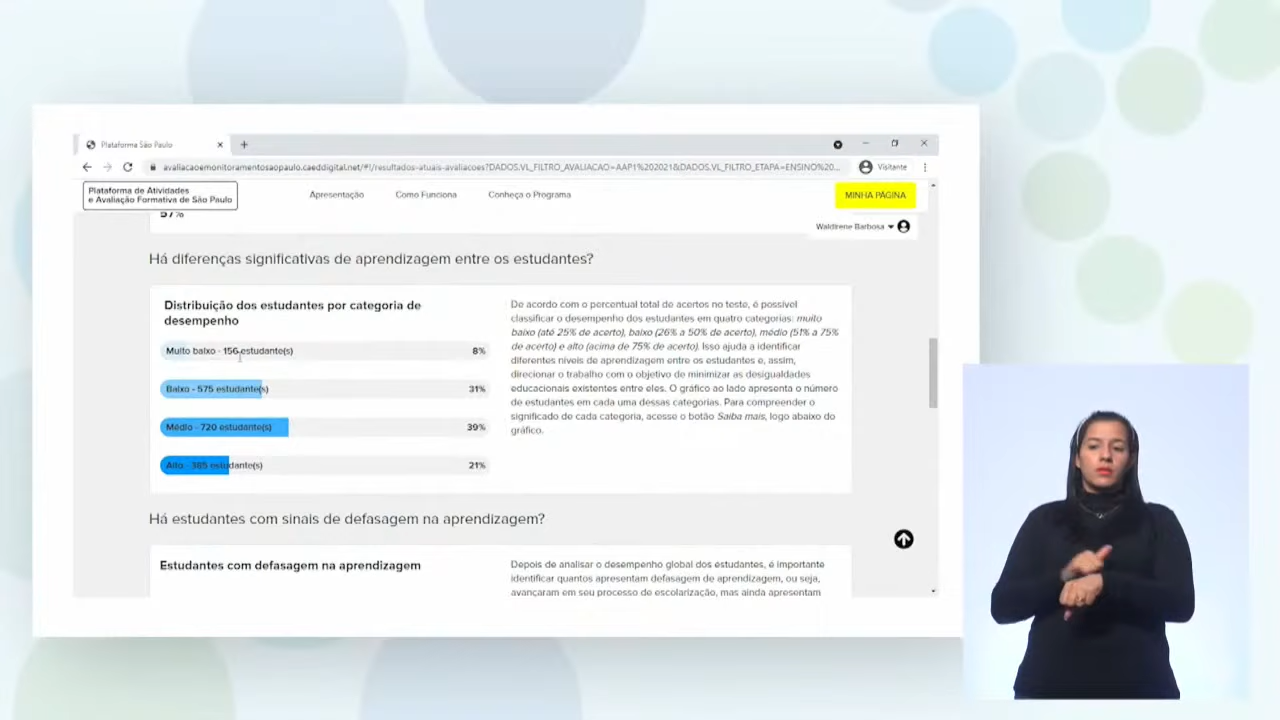 Plataforma São Paulo
avaliacaoemonitoramentosaopaulo.caeddigital.net/#!/resultados-atuais-avaliacoes?DADOS.VL_FILTRO_AVALIACAO=AAP1%202021&DADOS.VL_FILTRO_ETAPA=ENSINO%20...
Visitante
Plataforma de Atividades
e Avaliação Formativa de São Paulo
Apresentação
Como Funciona
Conheça o Programa
MINHA PÁGINA
57%
Waldirene Barbosa
Há diferenças significativas de aprendizagem entre os estudantes?
Distribuição dos estudantes por categoria de
desempenho
Muito baixo - 156 estudante(s) 8%
Baixo - 575 estudante(s) 31%
Médio - 720 estudante(s) 39%
Alto - 385 estudante(s) 21%
De acordo com o percentual total de acertos no teste, é possível
classificar o desempenho dos estudantes em quatro categorias: muito
baixo (até 25% de acerto), baixo (26% a 50% de acerto), médio (51% a 75%
de acerto) e alto (acima de 75% de acerto). Isso ajuda a identificar
diferentes níveis de aprendizagem entre os estudantes e, assim,
direcionar o trabalho com o objetivo de minimizar as desigualdades
educacionais existentes entre eles. O gráfico ao lado apresenta o número
de estudantes em cada uma dessas categorias. Para compreender o
significado de cada categoria, acesse o botão Saiba mais, logo abaixo do
gráfico.
Há estudantes com sinais de defasagem na aprendizagem?
Estudantes com defasagem na aprendizagem
Depois de analisar o desempenho global dos estudantes, é importante
identificar quantos apresentam defasagem de aprendizagem, ou seja,
avançaram em seu processo de escolarização, mas ainda apresentam